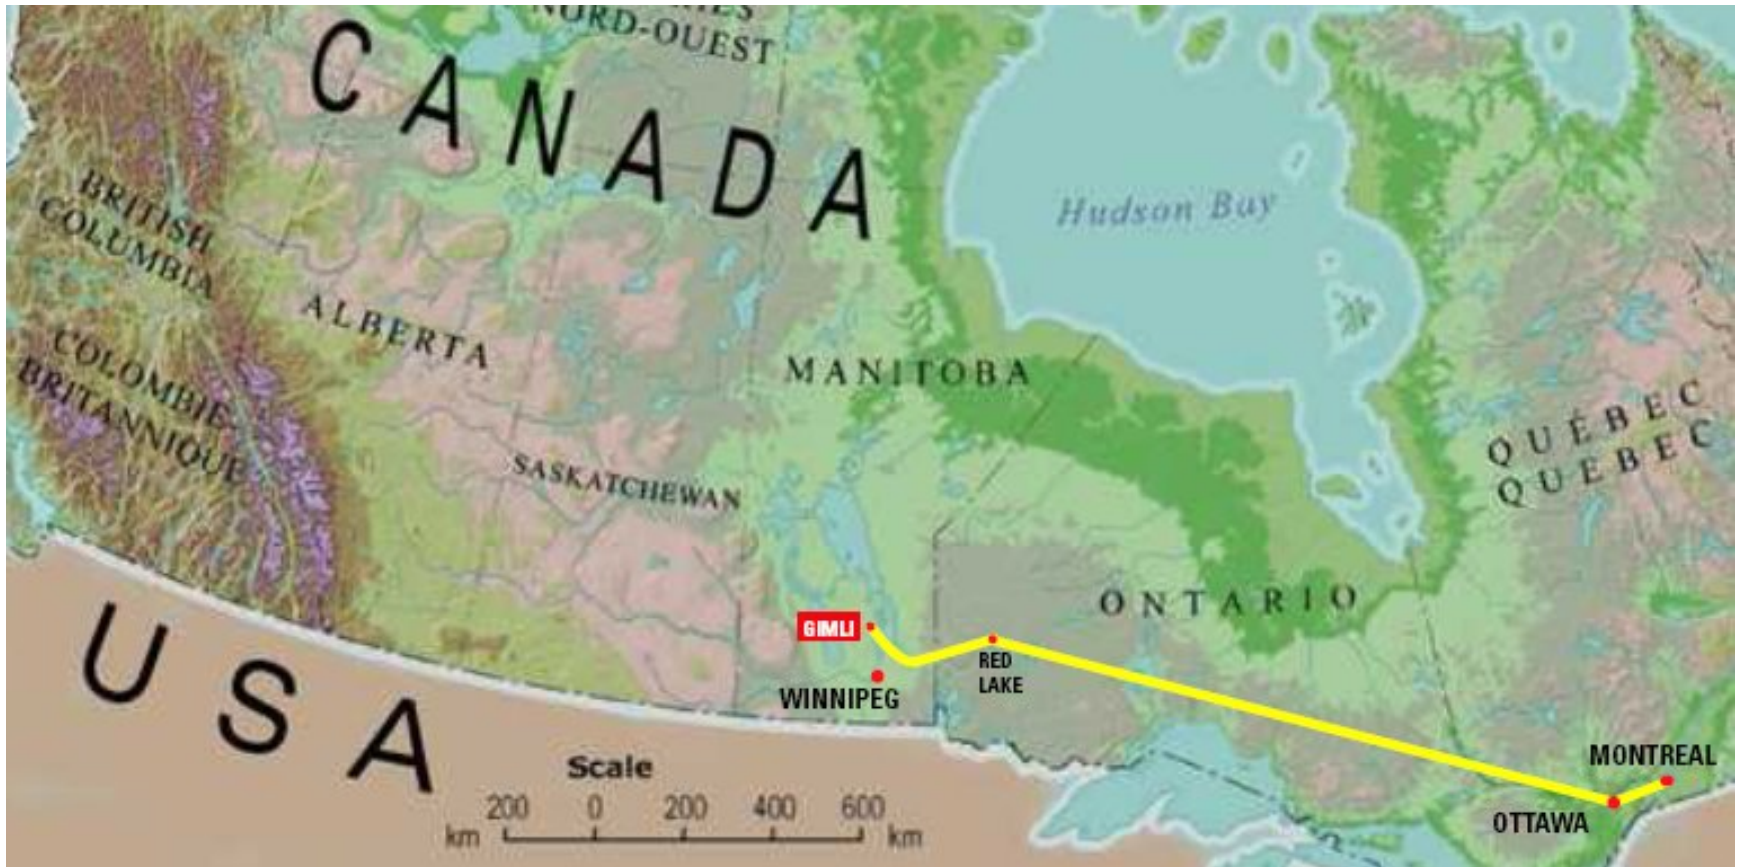 NORD-OUEST
CANADA
Hudson Bay
BRITISH
COLUMBIA
ALBERTA
COLOMBIE-
BRITANNIQUE
MANITOBA
QUÉBEC
QUEBEC
SASKATCHEWAN
ONTARIO
GIMLI
RED
LAKE
WINNIPEG
USA
MONTREAL
OTTAWA
Scale
200 0 200 400 600
km km